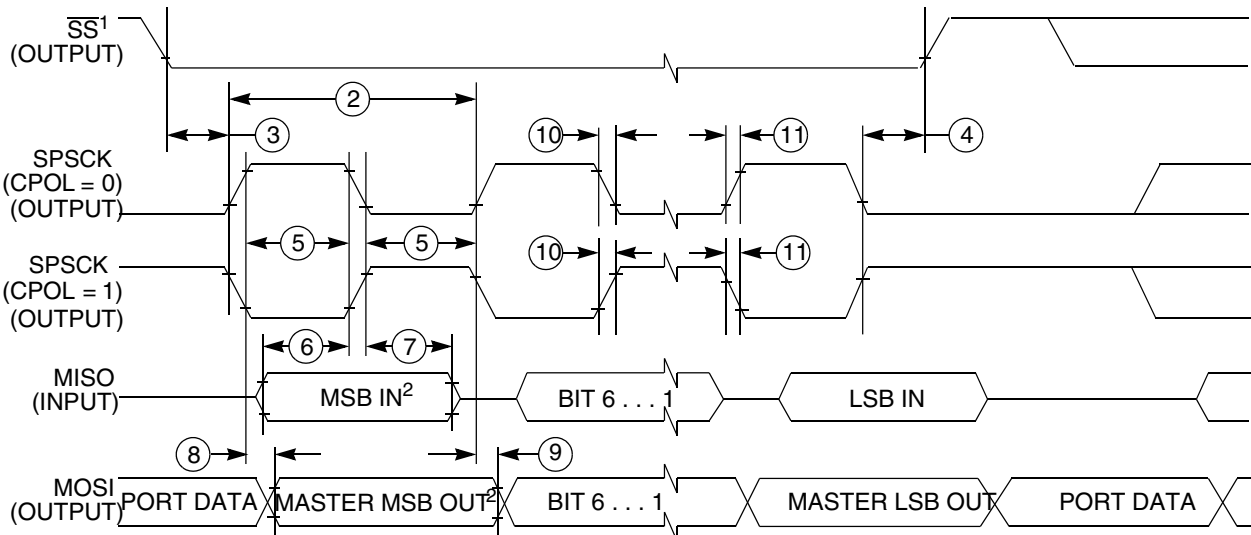 SS1
(OUTPUT)
2
3
10
11
4
SPSCK
(CPOL = 0)
(OUTPUT)
5
5
10
11
SPSCK
(CPOL = 1)
(OUTPUT)
6
7
MISO
(INPUT)
MSB IN2
BIT 6 . . . 1
LSB IN
8
9
MOSI
(OUTPUT)
PORT DATA
MASTER MSB OUT2
BIT 6 . . . 1
MASTER LSB OUT
PORT DATA